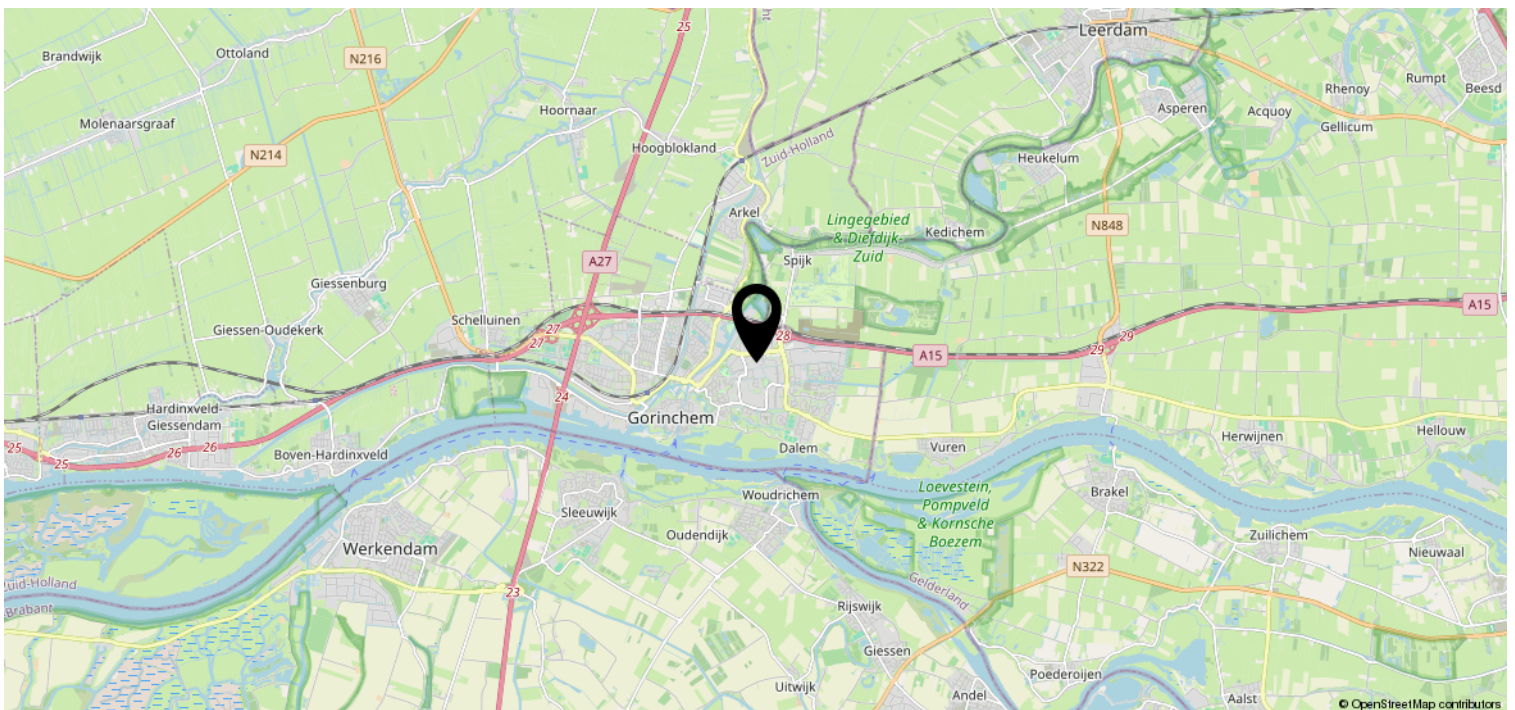 25
Leerdam
Brandwijk
Ottoland
N216
Rumpt
Beesd
Rhenoy
Hoornaar
Asperen
Acquoy
Molenaarsgraaf
Gellicum
N214
Hoogblokland
Zuid-Holland
Heukelum
Arkel
Lingegebied
& Diefdijk-
Zuid
N848
Kedichem
A27
Spijk
Giessenburg
A15
Schelluinen
Giessen-Oudekerk
27
27
28
29
29
A15
24
Hardinxveld-
Giessendam
Gorinchem
Hellouw
Herwijnen
25
25
26
26
Boven-Hardinxveld
Dalem
Vuren
Woudrichem
Loevestein,
Pompveld
& Kornsche
Boezem
Brakel
Sleeuwijk
Oudendijk
Zuilichem
Werkendam
Nieuwaal
N322
Zuid-Holland
Brabant
23
Gelderland
Rijswijk
Giessen
Poederoijen
Uitwijk
Andel
Aalst
© OpenStreetMap contributors